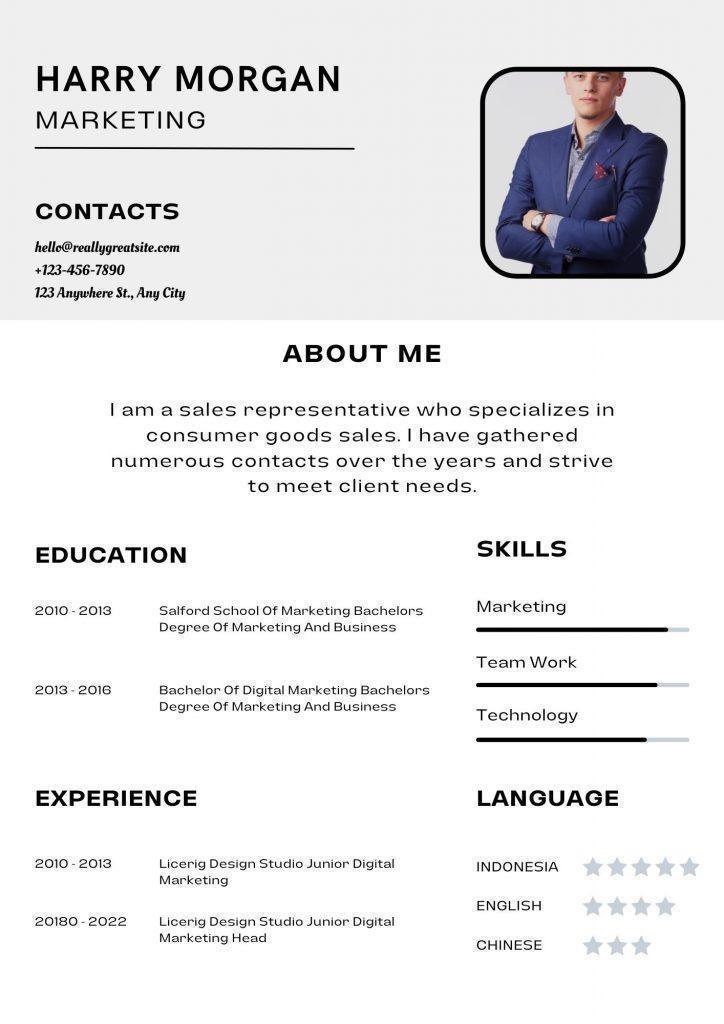 HARRY MORGAN
MARKETING
CONTACTS
hello@reallygreatsite.com
+123-456-7890
123 Anywhere St., Any City
ABOUT ME
I am a sales representative who specializes in
consumer goods sales. I have gathered
numerous contacts over the years and strive
to meet client needs.
EDUCATION
2010 - 2013
Salford School Of Marketing Bachelors
Degree Of Marketing And Business
2013 - 2016
Bachelor Of Digital Marketing Bachelors
Degree Of Marketing And Business
SKILLS
Marketing
Team Work
Technology
EXPERIENCE
2010 - 2013
Licerig Design Studio Junior Digital
Marketing
20180 - 2022
Licerig Design Studio Junior Digital
Marketing Head
LANGUAGE
INDONESIA
ENGLISH
CHINESE